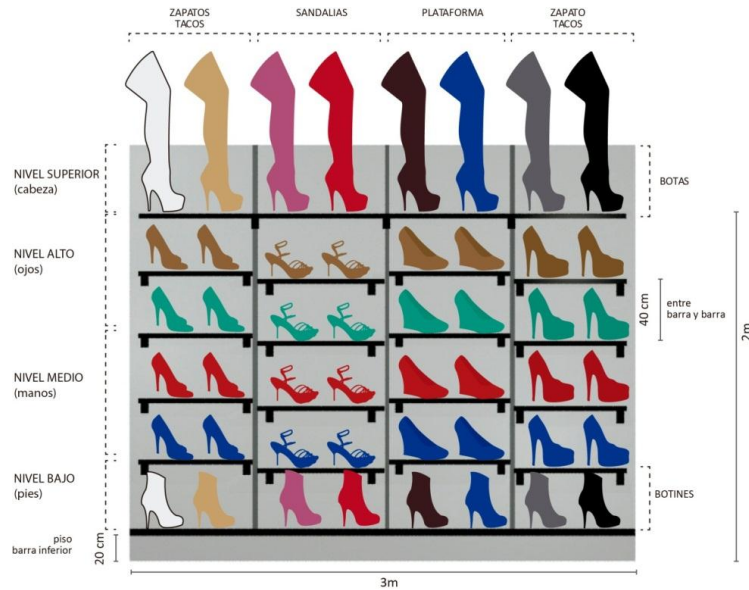 ZAPATOS
TACOS
SANDALIAS
PLATAFORMA
ZAPATO
TACOS
NIVEL SUPERIOR
(cabeza)
BOTAS
NIVEL ALTO
(ojos)
40 cm
entre
barra y barra
2m
NIVEL MEDIO
(manos)
NIVEL BAJO
(pies)
BOTINES
piso
barra inferior
20 cm
3m